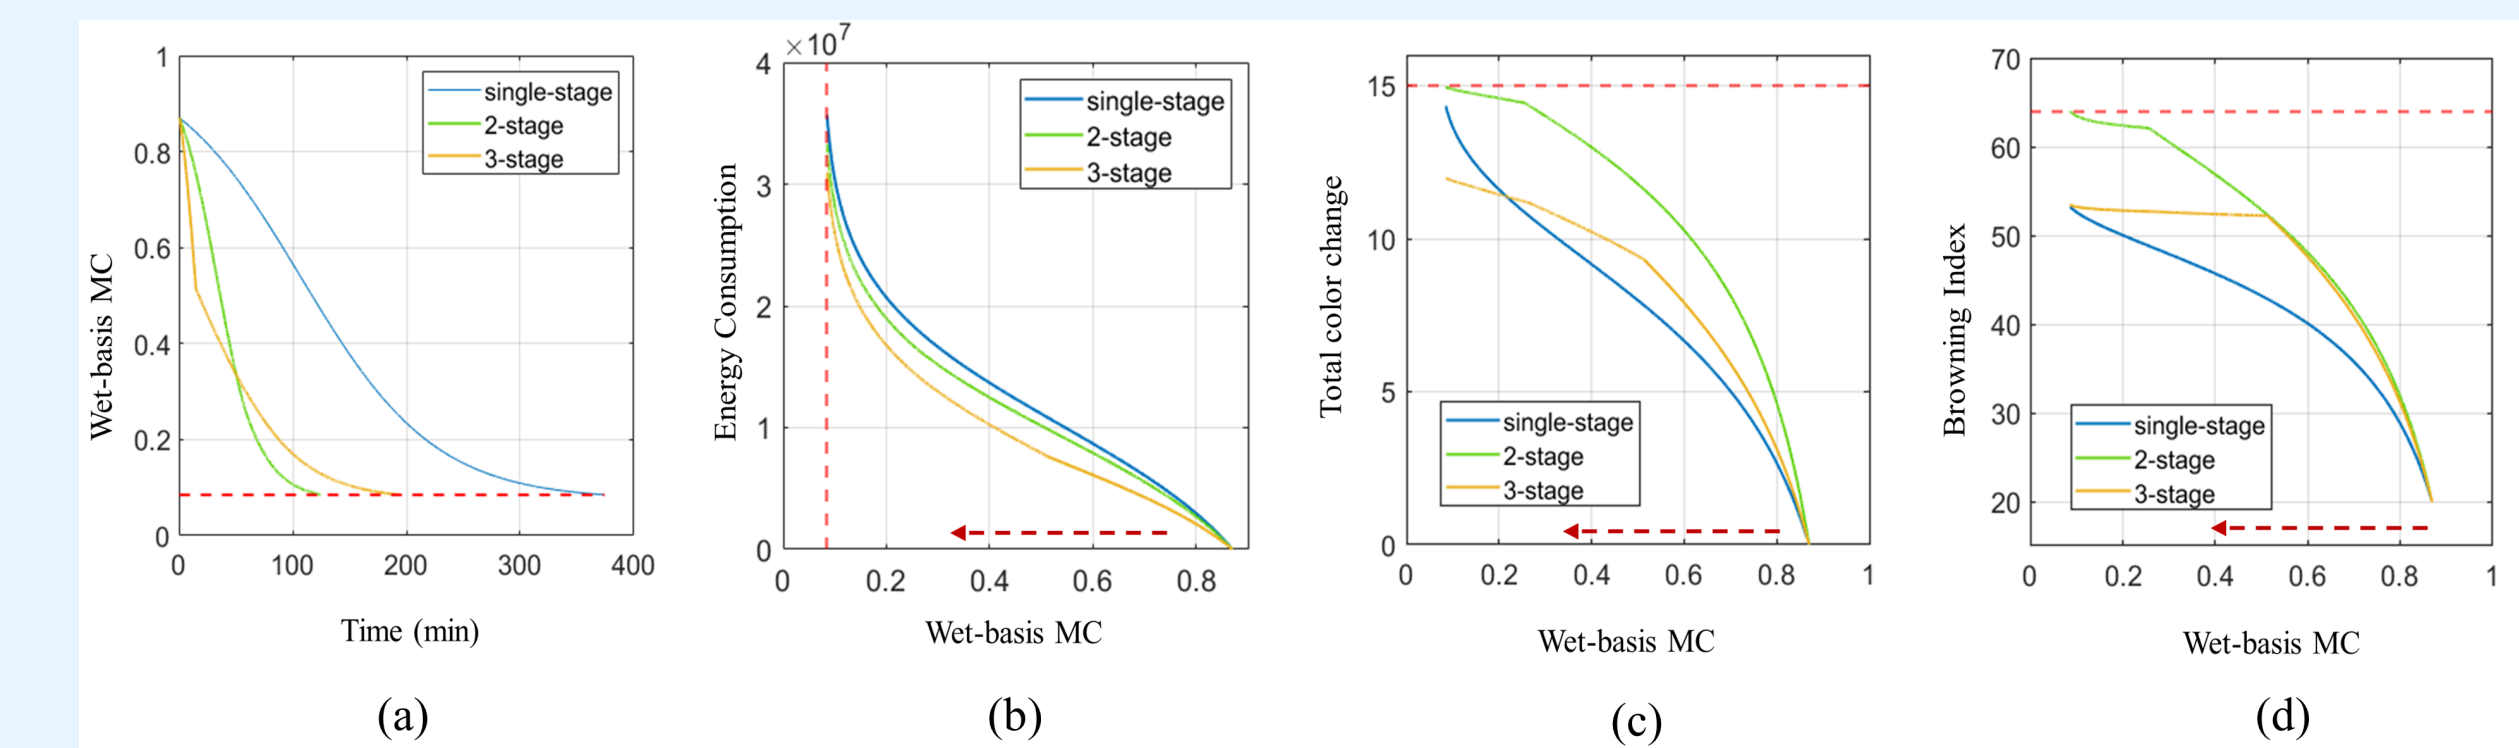 1
0.8
0.6
0.4
0.2
0
0 100 200 300 400
Wet-basis MC
Time (min)
single-stage
2-stage
3-stage
(a)
×10^7
4
3
2
1
0
0 0.2 0.4 0.6 0.8
Energy Consumption
Wet-basis MC
single-stage
2-stage
3-stage
(b)
15
10
5
0
0 0.2 0.4 0.6 0.8 1
Total color change
Wet-basis MC
single-stage
2-stage
3-stage
(c)
70
60
50
40
30
20
0 0.2 0.4 0.6 0.8 1
Browning Index
Wet-basis MC
single-stage
2-stage
3-stage
(d)